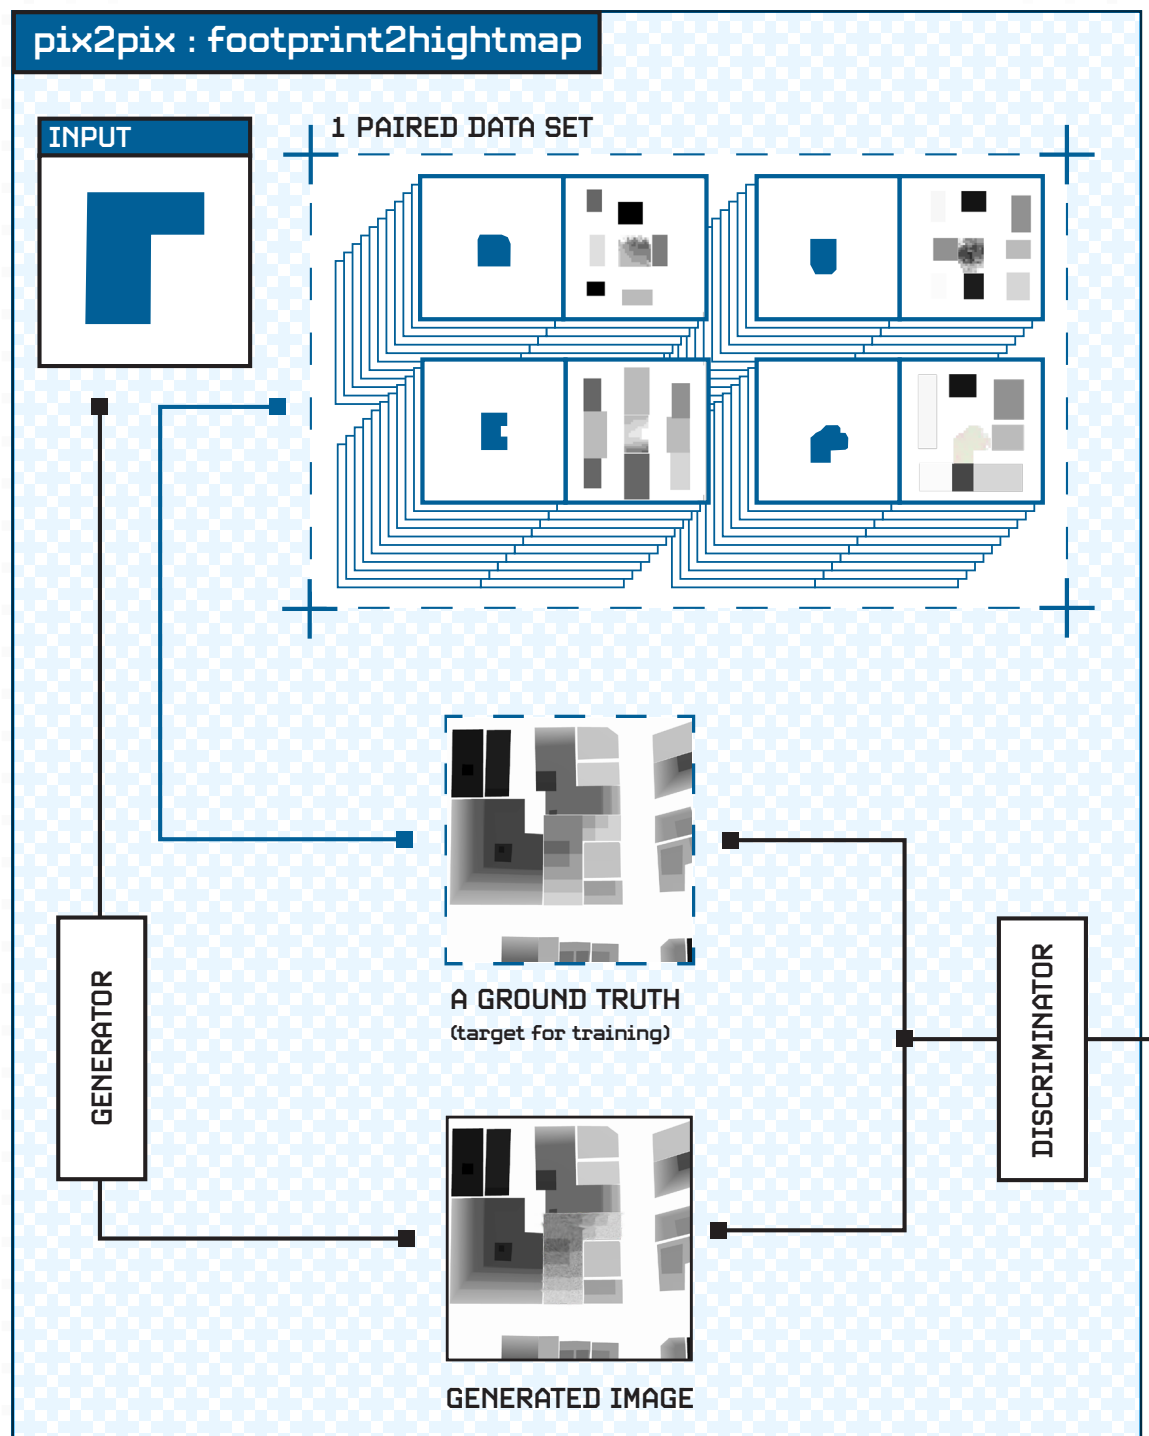 pix2pix : footprint2hightmap
INPUT
1 PAIRED DATA SET
A GROUND TRUTH
(target for training)
GENERATOR
DISCRIMINATOR
GENERATED IMAGE